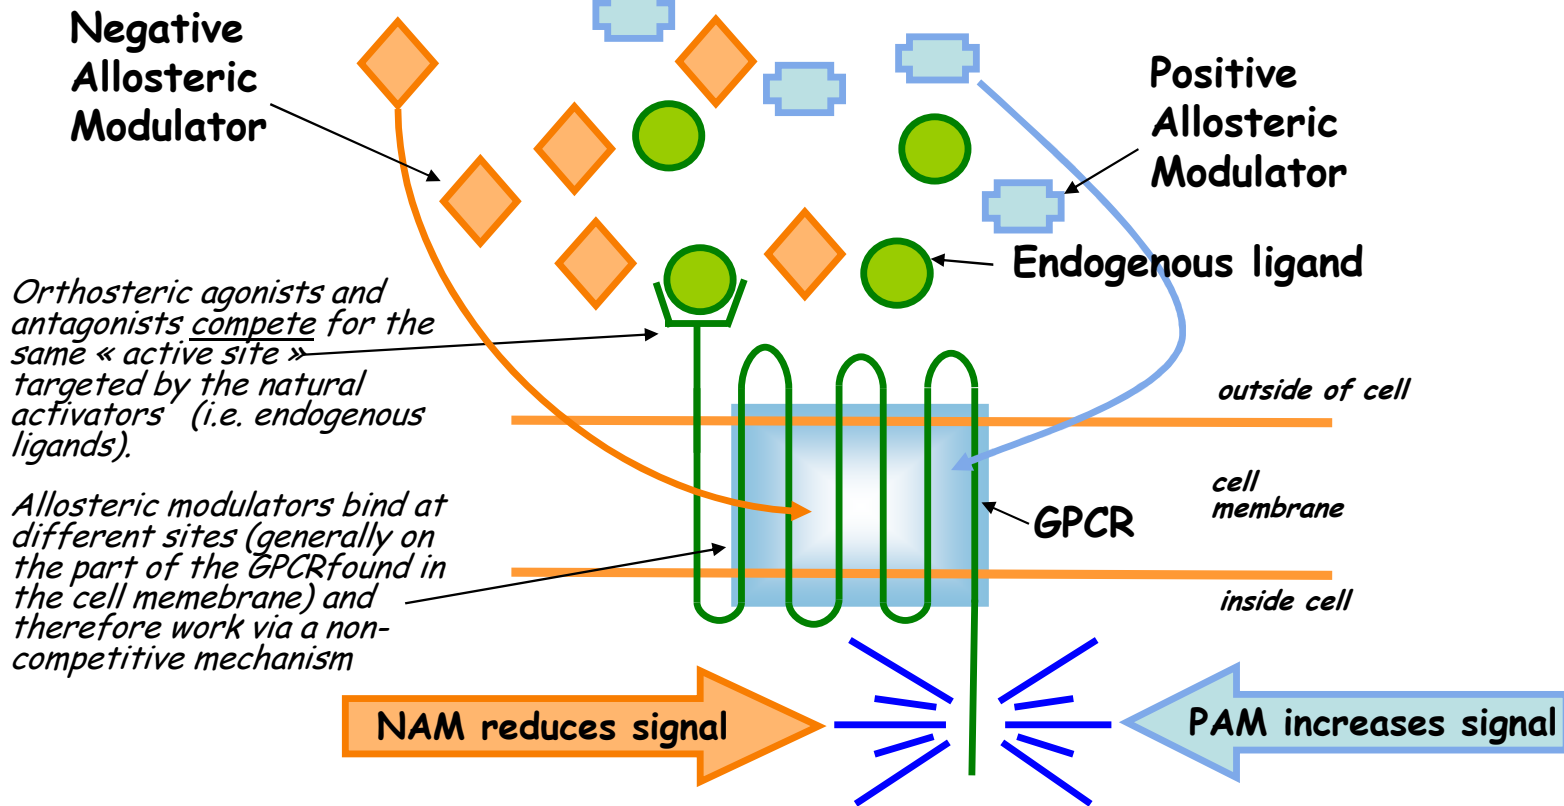 Negative
Allosteric
Modulator
Positive
Allosteric
Modulator
Endogenous ligand
Orthosteric agonists and
antagonists compete for the
same « active site »
targeted by the natural
activators (i.e. endogenous
ligands).
outside of cell
cell
membrane
GPCR
inside cell
Allosteric modulators bind at
different sites (generally on
the part of the GPCRfound in
the cell memebrane) and
therefore work via a non-
competitive mechanism
NAM reduces signal
PAM increases signal